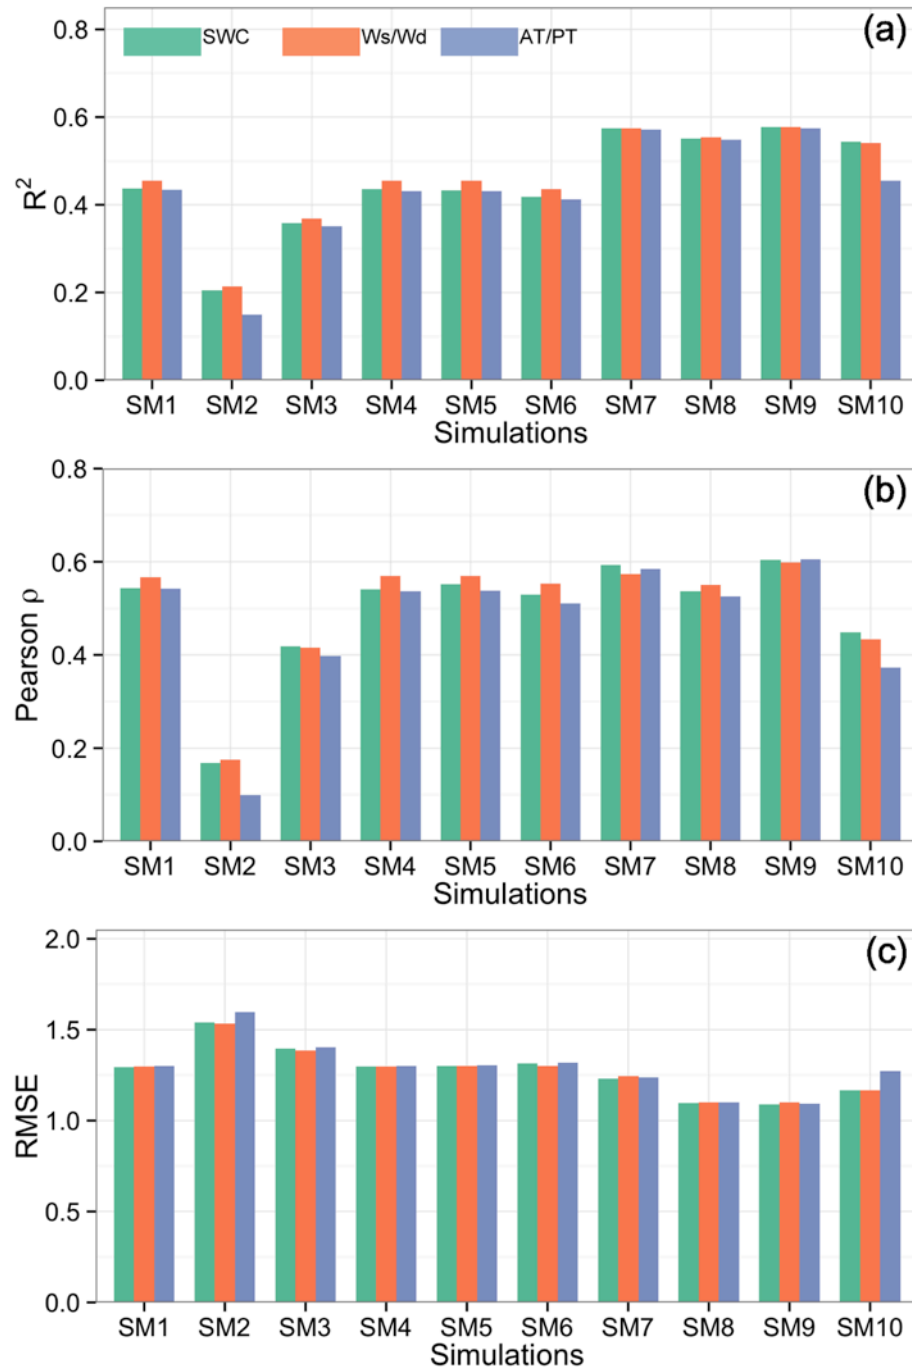 (a)
SWC Ws/Wd AT/PT
R²
0.8
0.6
0.4
0.2
0.0
SM1 SM2 SM3 SM4 SM5 SM6 SM7 SM8 SM9 SM10
Simulations
(b)
Pearson ρ
0.8
0.6
0.4
0.2
0.0
SM1 SM2 SM3 SM4 SM5 SM6 SM7 SM8 SM9 SM10
Simulations
(c)
RMSE
2.0
1.5
1.0
0.5
0.0
SM1 SM2 SM3 SM4 SM5 SM6 SM7 SM8 SM9 SM10
Simulations